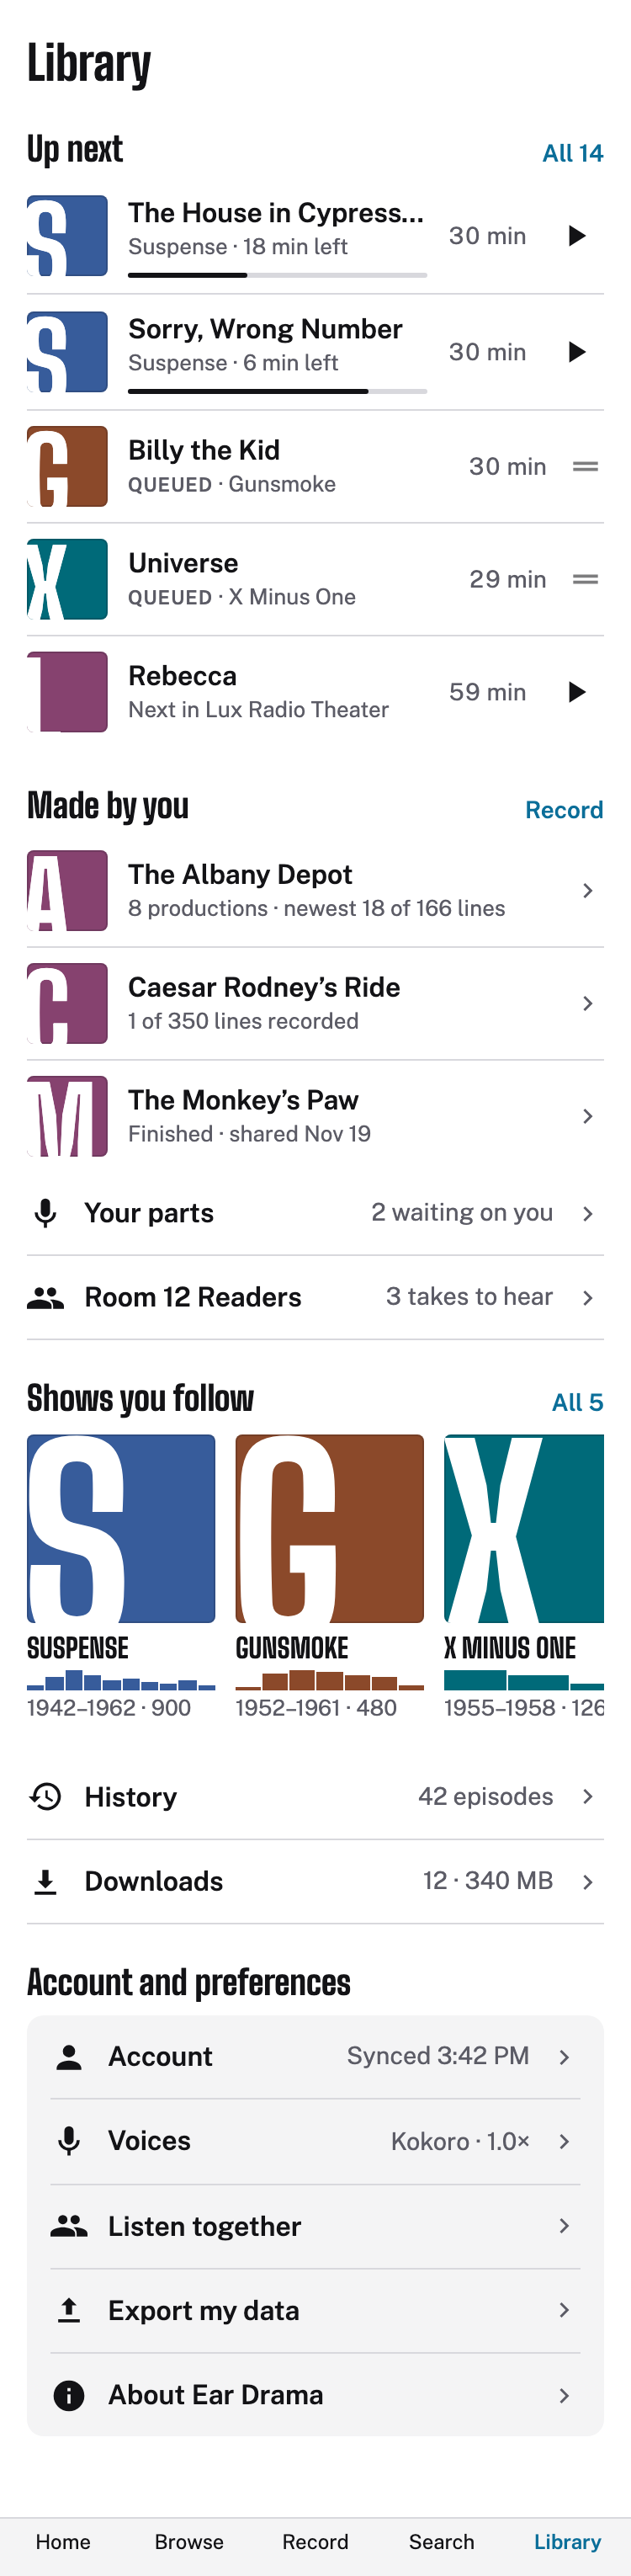 Library
Up next
All 14
S
The House in Cypress…
Suspense · 18 min left
30 min
S
Sorry, Wrong Number
Suspense · 6 min left
30 min
G
Billy the Kid
QUEUED · Gunsmoke
30 min
X
Universe
QUEUED · X Minus One
29 min
Rebecca
Next in Lux Radio Theater
59 min
Made by you
Record
A
The Albany Depot
8 productions · newest 18 of 166 lines
C
Caesar Rodney’s Ride
1 of 350 lines recorded
M
The Monkey’s Paw
Finished · shared Nov 19
Your parts
2 waiting on you
Room 12 Readers
3 takes to hear
Shows you follow
All 5
S
G
X
SUSPENSE
GUNSMOKE
X MINUS ONE
1942–1962 · 900
1952–1961 · 480
1955–1958 · 126
History
42 episodes
Downloads
12 · 340 MB
Account and preferences
Account
Synced 3:42 PM
Voices
Kokoro · 1.0×
Listen together
Export my data
About Ear Drama
Home
Browse
Record
Search
Library